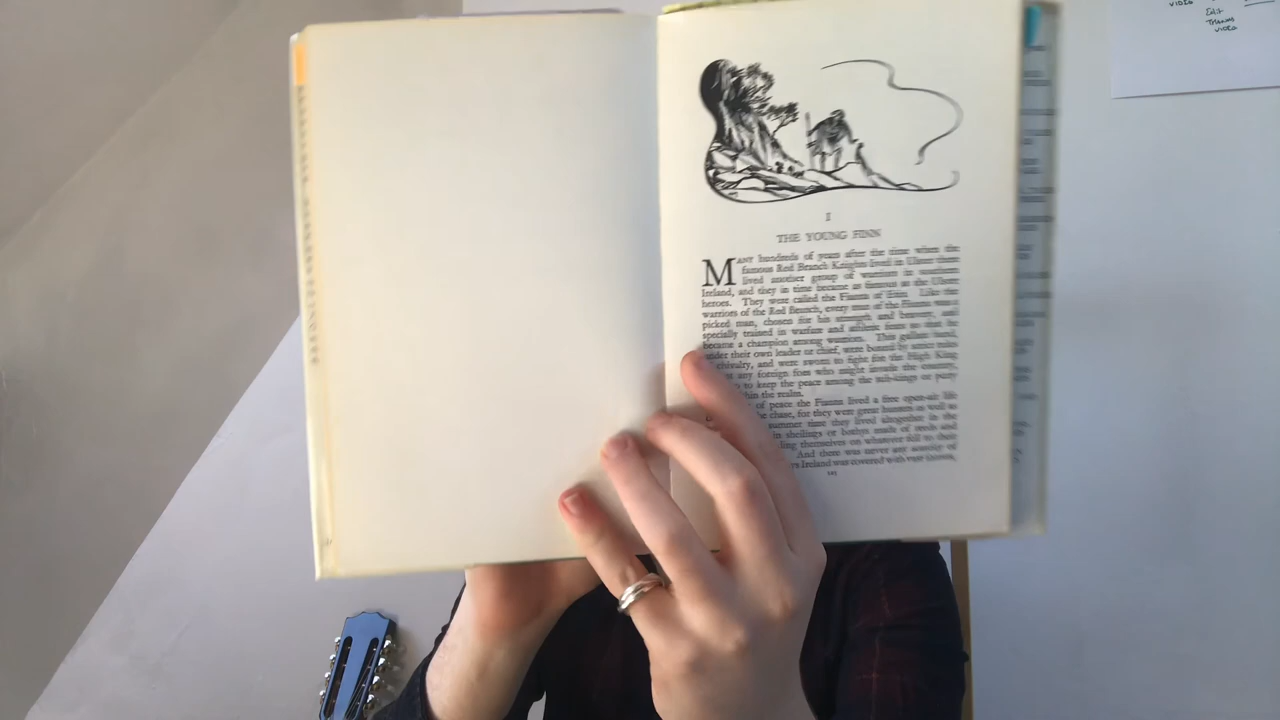 VIDEO
Edit
THANKS
VIDEO
I
THE YOUNG FINN
MANY hundreds of years after the time when the
famous Red Branch Knights lived in Ulster there
lived another group of warriors in southern
Ireland, and they in time became as famous as the Ulster
heroes. They were called the Fianna of Erin. Like the
warriors of the Red Branch, every man of the Fianna was a
picked man, chosen for his strength and bravery, and
specially trained in warfare and athletic feats so that he
became a champion among warriors. This gallant band,
under their own leader or chief, were bound by strict rules
chivalry, and were sworn to fight for the High King
any foreign foes who might invade the country,
to keep the peace among the sub-kings or petty
within the realm.
of peace the Fianna lived a free open-air life
the chase, for they were great hunters as well as
summer time they lived altogether in the
in sheilings or bothys made of reeds and
themselves on whatever fell to their
And there was never any scarcity of
Ireland was covered with vast forests,